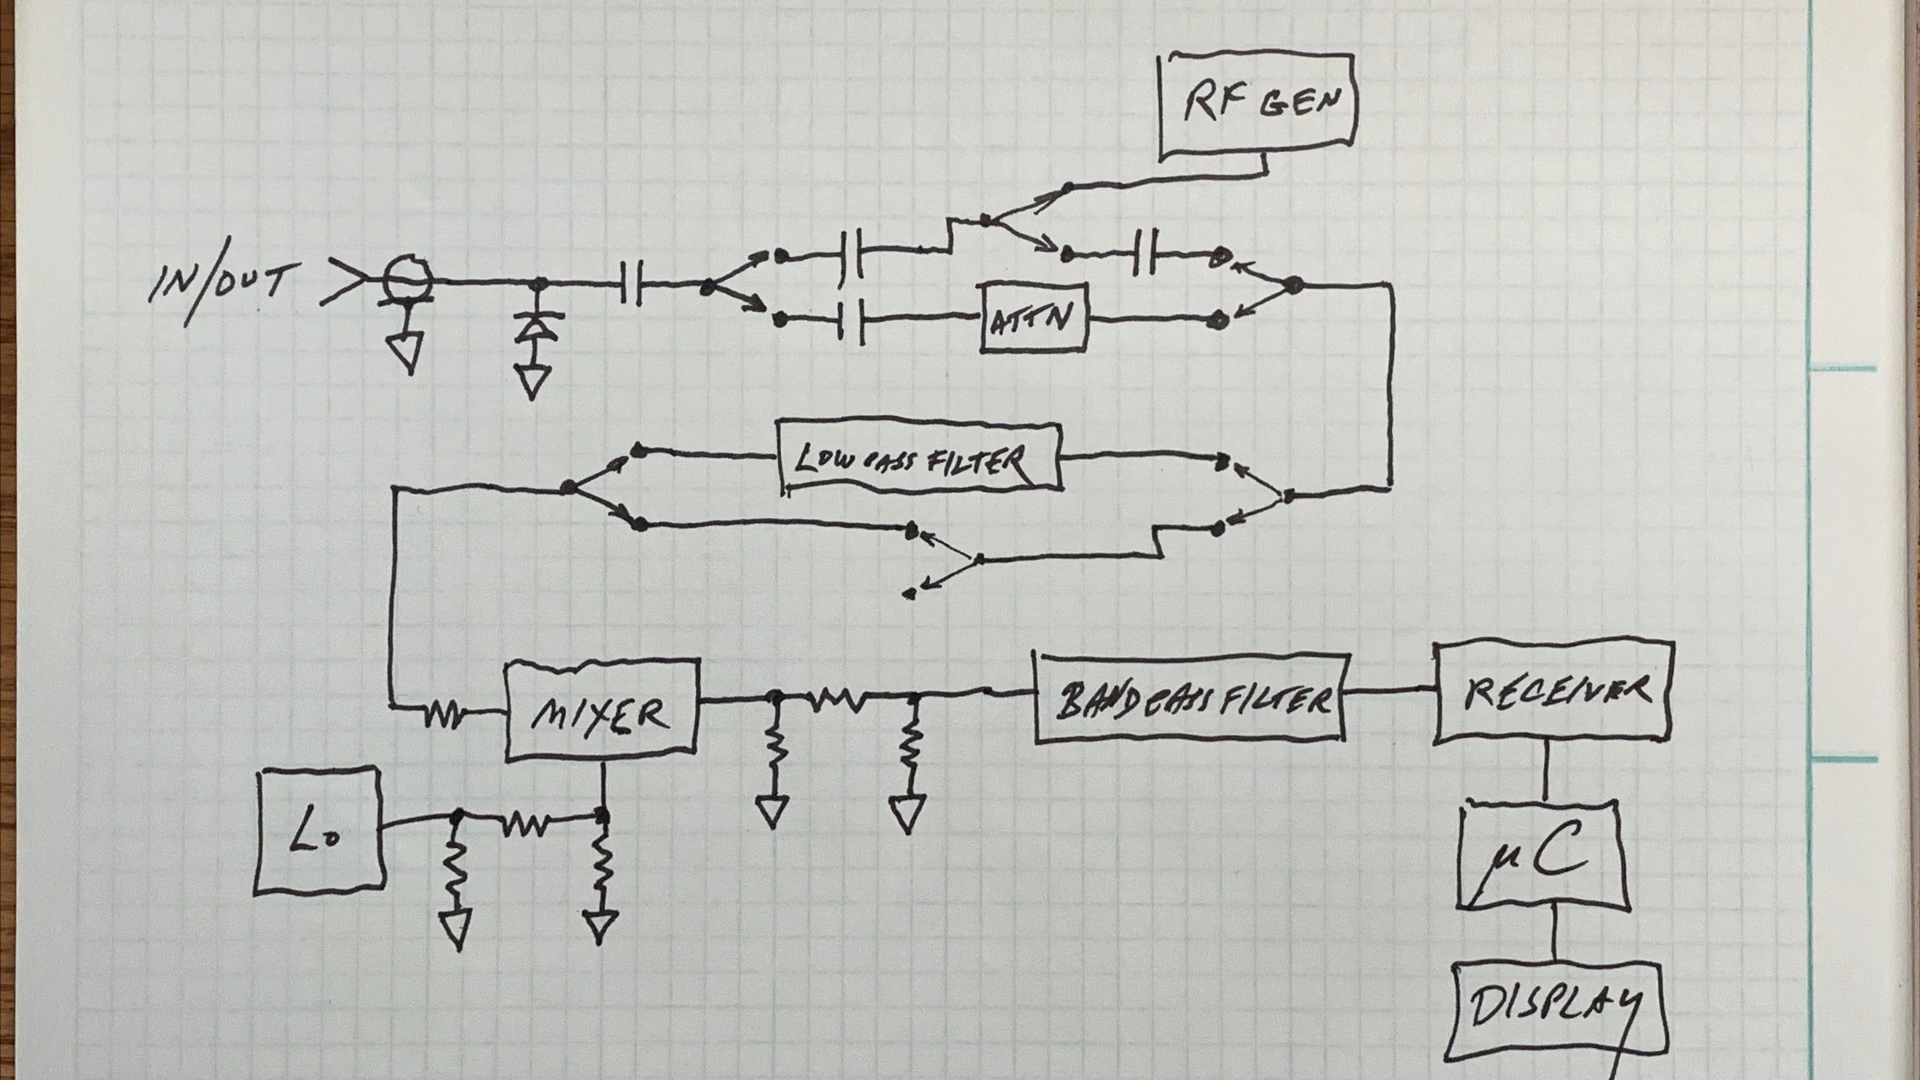 RF GEN
IN/OUT
ATTN
LOW PASS FILTER
MIXER
BANDPASS FILTER
RECEIVER
LO
μC
DISPLAY